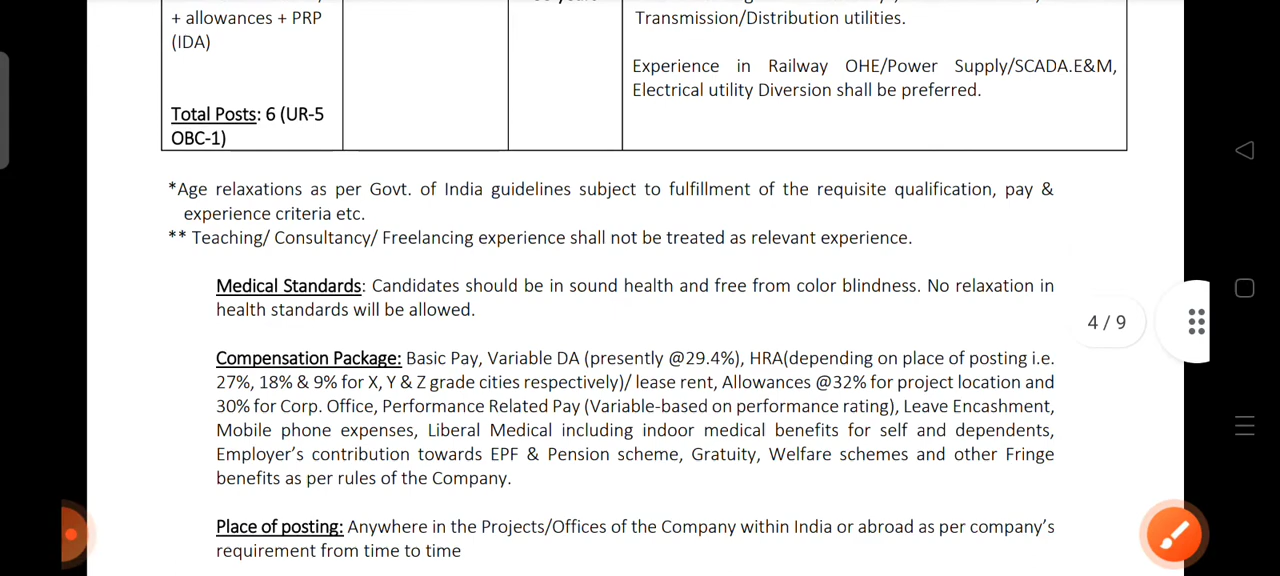 + allowances + PRP
Transmission/Distribution utilities.
(IDA)
Experience in Railway OHE/Power Supply/SCADA.E&M,
Electrical utility Diversion shall be preferred.
Total Posts: 6 (UR-5
OBC-1)
*Age relaxations as per Govt. of India guidelines subject to fulfillment of the requisite qualification, pay &
experience criteria etc.
** Teaching/ Consultancy/ Freelancing experience shall not be treated as relevant experience.
Medical Standards: Candidates should be in sound health and free from color blindness. No relaxation in
health standards will be allowed.
4 / 9
Compensation Package: Basic Pay, Variable DA (presently @29.4%), HRA(depending on place of posting i.e.
27%, 18% & 9% for X, Y & Z grade cities respectively)/ lease rent, Allowances @32% for project location and
30% for Corp. Office, Performance Related Pay (Variable-based on performance rating), Leave Encashment,
Mobile phone expenses, Liberal Medical including indoor medical benefits for self and dependents,
Employer's contribution towards EPF & Pension scheme, Gratuity, Welfare schemes and other Fringe
benefits as per rules of the Company.
Place of posting: Anywhere in the Projects/Offices of the Company within India or abroad as per company's
requirement from time to time